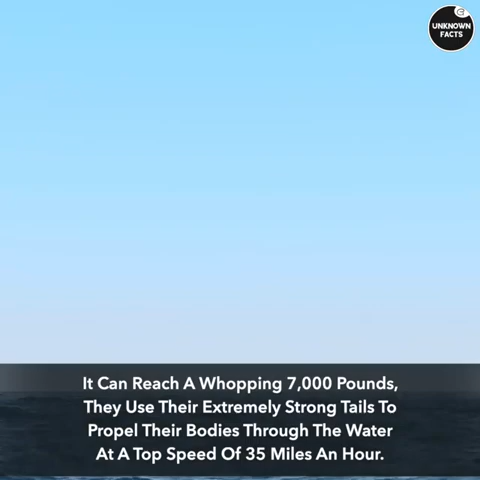 UNKNOWN
FACTS
It Can Reach A Whopping 7,000 Pounds,
They Use Their Extremely Strong Tails To
Propel Their Bodies Through The Water
At A Top Speed Of 35 Miles An Hour.